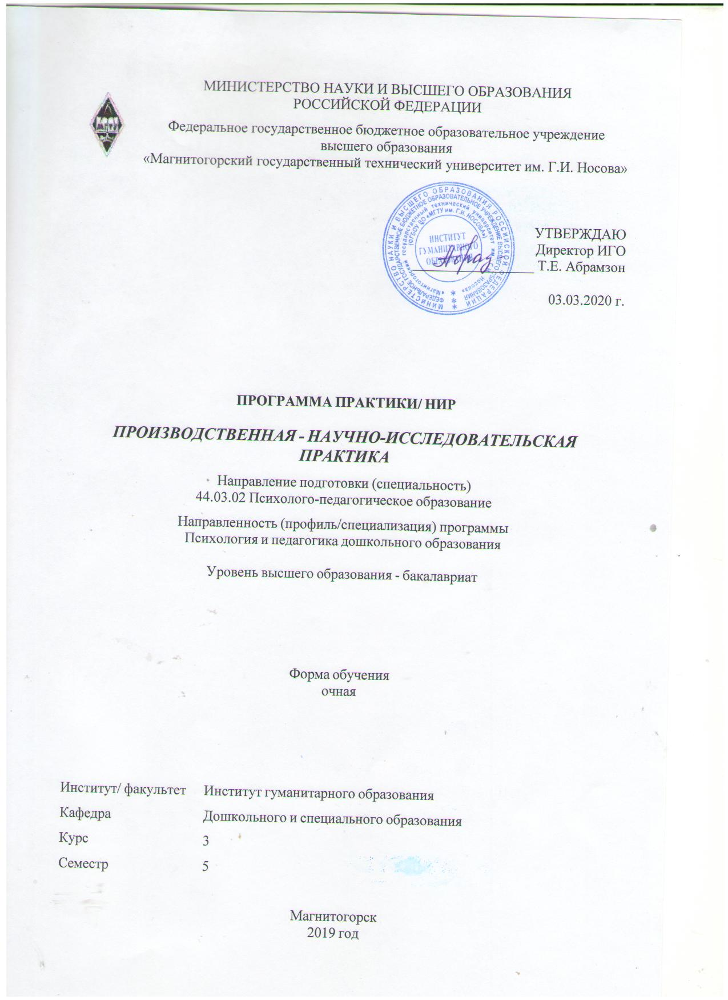 МИНИСТЕРСТВО НАУКИ И ВЫСШЕГО ОБРАЗОВАНИЯ
РОССИЙСКОЙ ФЕДЕРАЦИИ
Федеральное государственное бюджетное образовательное учреждение
высшего образования
«Магнитогорский государственный технический университет им. Г.И. Носова»
МИНИСТЕРСТВО НАУКИ И ВЫСШЕГО ОБРАЗОВАНИЯ РОССИЙСКОЙ ФЕДЕРАЦИИ
ФЕДЕРАЛЬНОЕ ГОСУДАРСТВЕННОЕ БЮДЖЕТНОЕ ОБРАЗОВАТЕЛЬНОЕ УЧРЕЖДЕНИЕ ВЫСШЕГО ОБРАЗОВАНИЯ
«Магнитогорский государственный технический университет им. Г.И. Носова»
(ФГБОУ ВО «МГТУ им. Г.И. НОСОВА»)
ИНСТИТУТ
ГУМАНИТАРНОГО
ОБРАЗОВАНИЯ
УТВЕРЖДАЮ
Директор ИГО
Т.Е. Абрамзон
03.03.2020 г.
ПРОГРАММА ПРАКТИКИ/ НИР
ПРОИЗВОДСТВЕННАЯ - НАУЧНО-ИССЛЕДОВАТЕЛЬСКАЯ
ПРАКТИКА
Направление подготовки (специальность)
44.03.02 Психолого-педагогическое образование
Направленность (профиль/специализация) программы
Психология и педагогика дошкольного образования
Уровень высшего образования - бакалавриат
Форма обучения
очная
Институт/ факультет Институт гуманитарного образования
Кафедра Дошкольного и специального образования
Курс 3
Семестр 5
Магнитогорск
2019 год